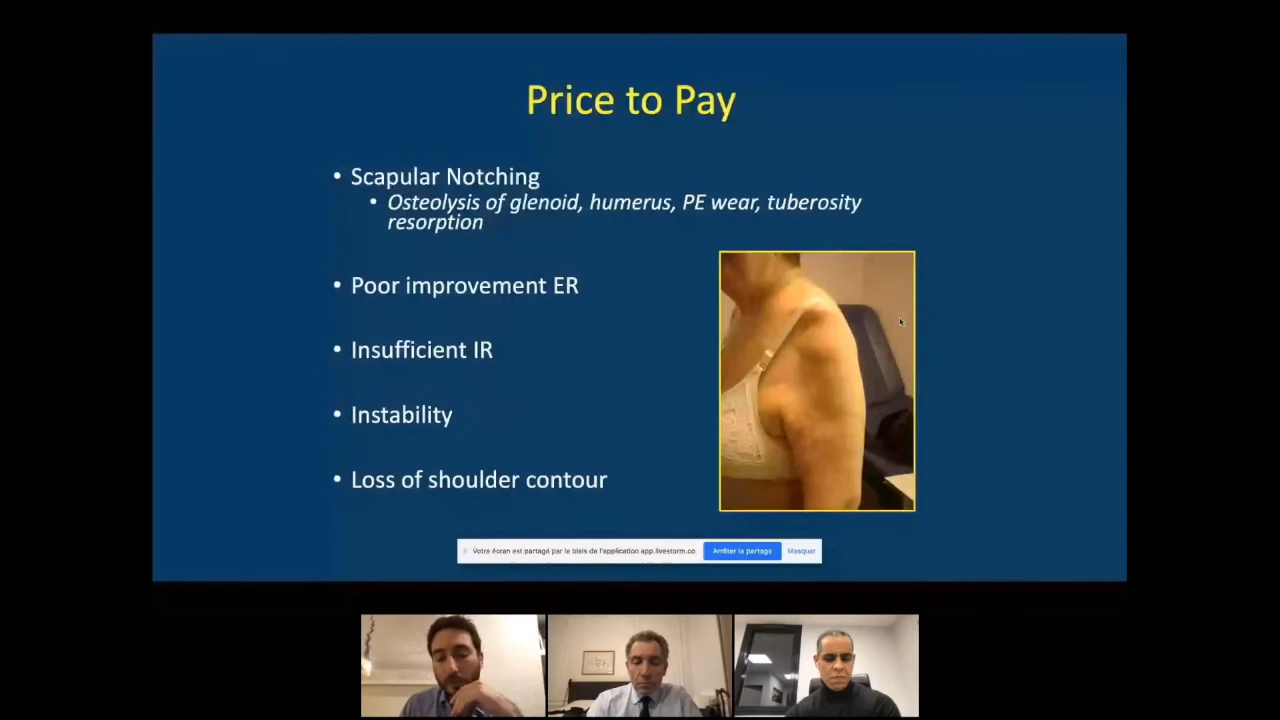 Price to Pay
• Scapular Notching
• Osteolysis of glenoid, humerus, PE wear, tuberosity
resorption
• Poor improvement ER
• Insufficient IR
• Instability
• Loss of shoulder contour
Votre écran est partagé par le biais de l'application app.livestorm.co. Arrêter le partage Masquer